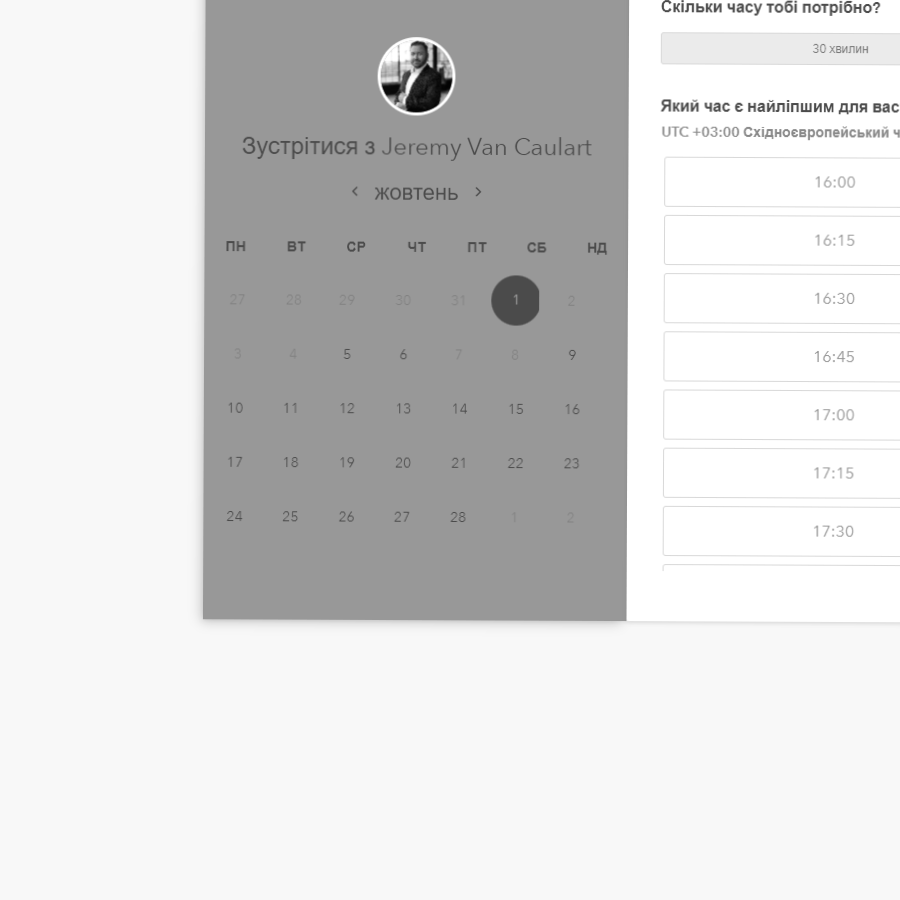 Зустрітися з Jeremy Van Caulart
‹ жовтень ›
ПН ВТ СР ЧТ ПТ СБ НД
27 28 29 30 31 1 2
3 4 5 6 7 8 9
10 11 12 13 14 15 16
17 18 19 20 21 22 23
24 25 26 27 28 1 2
Скільки часу тобі потрібно?
30 хвилин
Який час є найліпшим для вас
UTC +03:00 Східноєвропейський ч
16:00
16:15
16:30
16:45
17:00
17:15
17:30